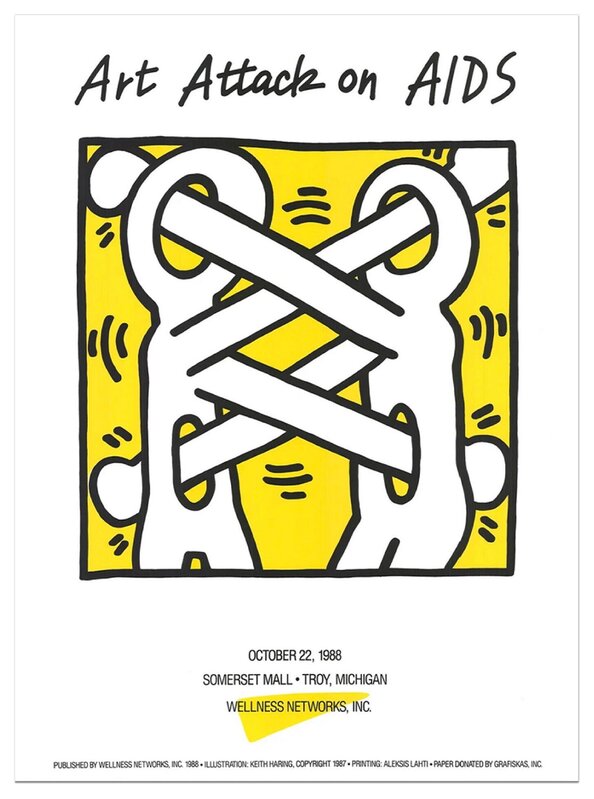 Art Attack on AIDS
OCTOBER 22, 1988
SOMERSET MALL • TROY, MICHIGAN
WELLNESS NETWORKS, INC.
PUBLISHED BY WELLNESS NETWORKS, INC. 1988 • ILLUSTRATION: KEITH HARING, COPYRIGHT 1987 • PRINTING: ALEKSIS LAHTI • PAPER DONATED BY GRAFISKAS, INC.